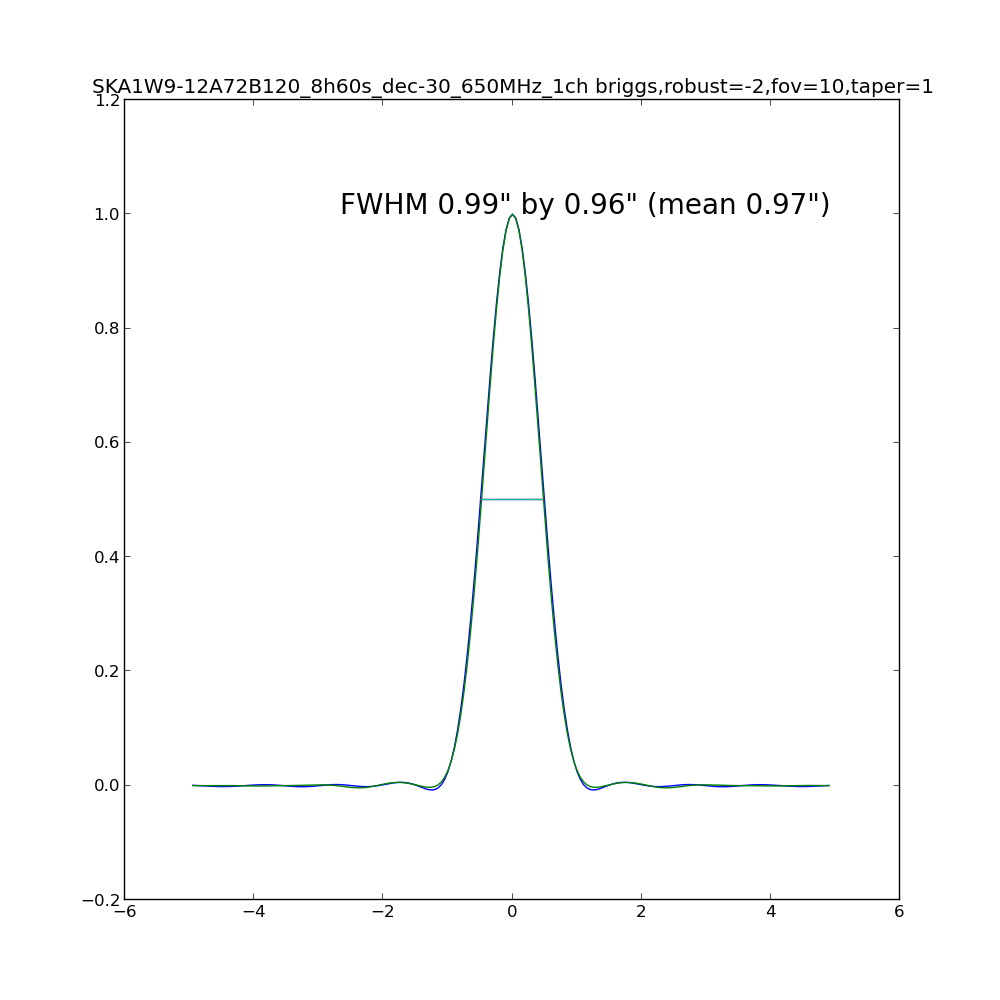 SKA1W9-12A72B120_8h60s_dec-30_650MHz_1ch briggs,robust=-2,fov=10,taper=1
1.2
FWHM 0.99" by 0.96" (mean 0.97")
1.0
0.8
0.6
0.4
0.2
0.0
−0.2
−6 −4 −2 0 2 4 6